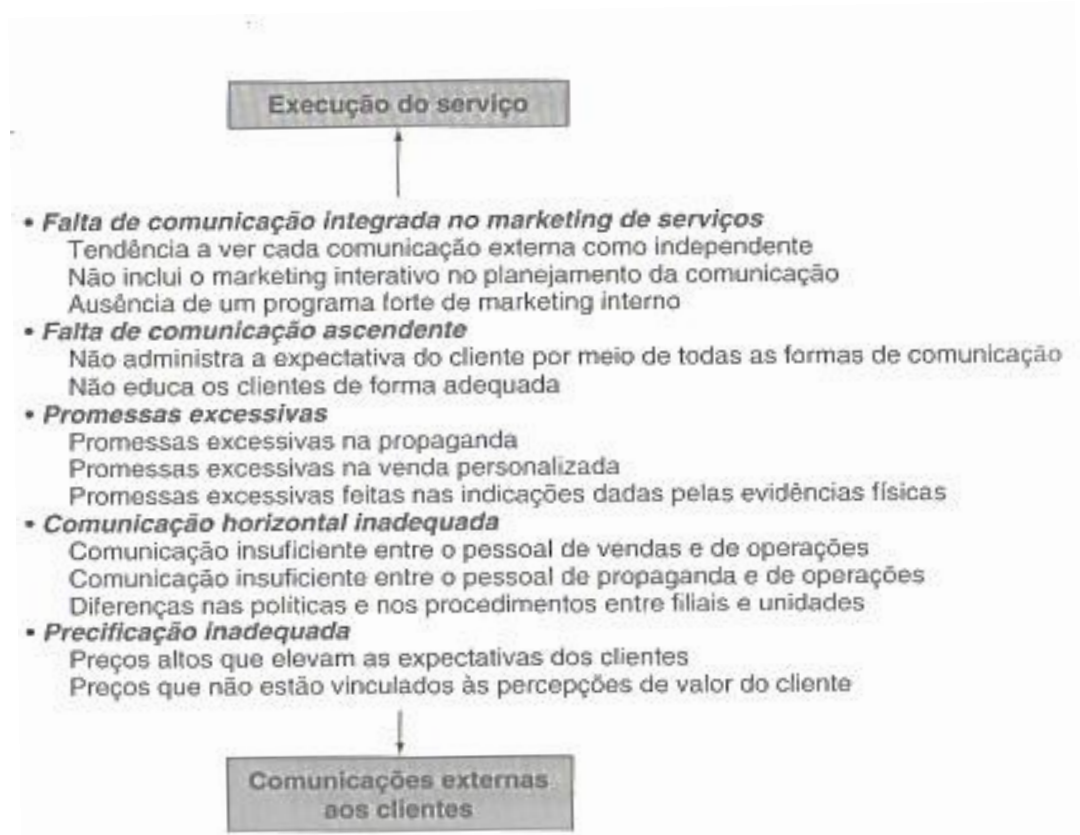 Execução do serviço
• Falta de comunicação integrada no marketing de serviços
Tendência a ver cada comunicação externa como independente
Não inclui o marketing interativo no planejamento da comunicação
Ausência de um programa forte de marketing interno
• Falta de comunicação ascendente
Não administra a expectativa do cliente por meio de todas as formas de comunicação
Não educa os clientes de forma adequada
• Promessas excessivas
Promessas excessivas na propaganda
Promessas excessivas na venda personalizada
Promessas excessivas feitas nas indicações dadas pelas evidências físicas
• Comunicação horizontal inadequada
Comunicação insuficiente entre o pessoal de vendas e de operações
Comunicação insuficiente entre o pessoal de propaganda e de operações
Diferenças nas políticas e nos procedimentos entre filiais e unidades
• Precificação inadequada
Preços altos que elevam as expectativas dos clientes
Preços que não estão vinculados às percepções de valor do cliente
Comunicações externas
aos clientes